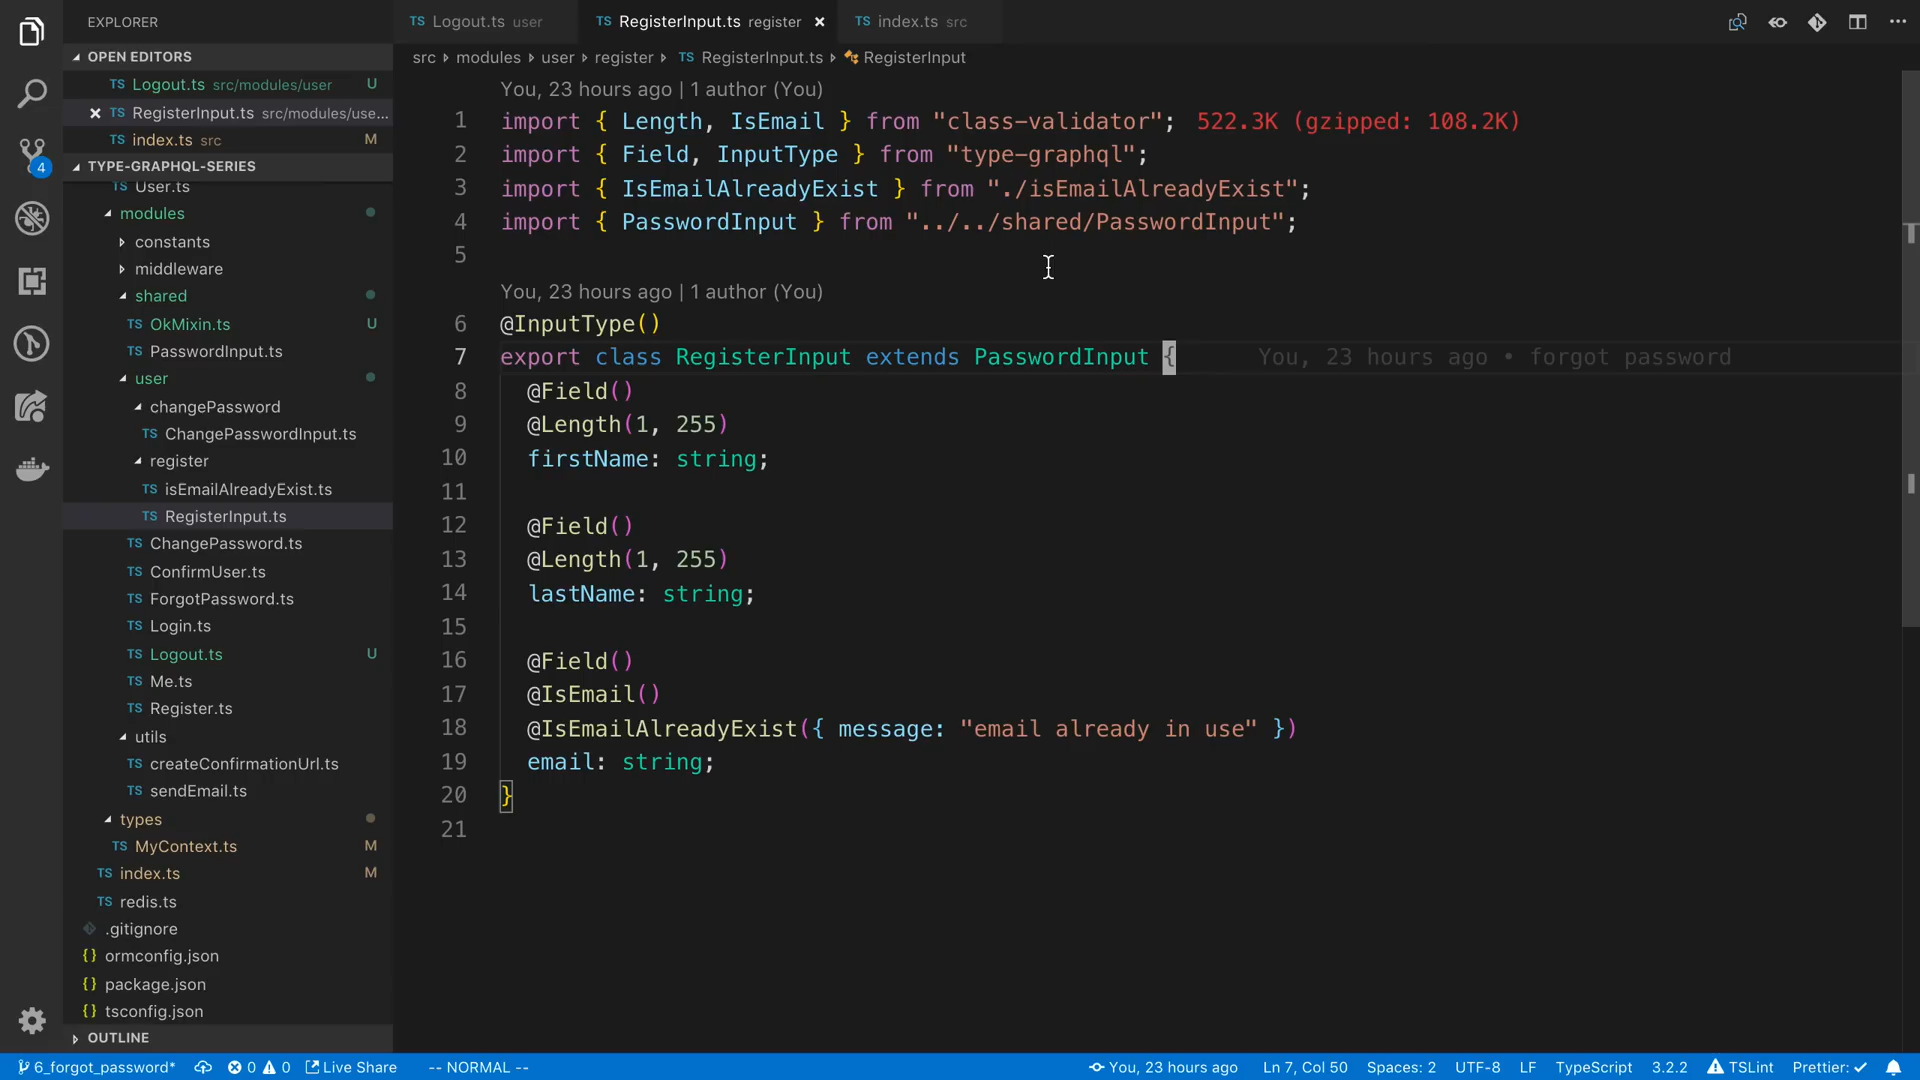 EXPLORER
OPEN EDITORS
TS Logout.ts src/modules/user U
TS RegisterInput.ts src/modules/use...
TS index.ts src M
TYPE-GRAPHQL-SERIES
TS User.ts
modules
constants
middleware
shared
TS OkMixin.ts U
TS PasswordInput.ts
user
changePassword
TS ChangePasswordInput.ts
register
TS isEmailAlreadyExist.ts
TS RegisterInput.ts
TS ChangePassword.ts
TS ConfirmUser.ts
TS ForgotPassword.ts
TS Login.ts
TS Logout.ts U
TS Me.ts
TS Register.ts
utils
TS createConfirmationUrl.ts
TS sendEmail.ts
types
TS MyContext.ts M
TS index.ts M
TS redis.ts
.gitignore
{} ormconfig.json
{} package.json
{} tsconfig.json
OUTLINE
4
TS Logout.ts user
TS RegisterInput.ts register ×
TS index.ts src
src › modules › user › register › TS RegisterInput.ts › RegisterInput
You, 23 hours ago | 1 author (You)
1 import { Length, IsEmail } from "class-validator"; 522.3K (gzipped: 108.2K)
2 import { Field, InputType } from "type-graphql";
3 import { IsEmailAlreadyExist } from "./isEmailAlreadyExist";
4 import { PasswordInput } from "../../shared/PasswordInput";
5
You, 23 hours ago | 1 author (You)
6 @InputType()
7 export class RegisterInput extends PasswordInput { You, 23 hours ago • forgot password
8 @Field()
9 @Length(1, 255)
10 firstName: string;
11
12 @Field()
13 @Length(1, 255)
14 lastName: string;
15
16 @Field()
17 @IsEmail()
18 @IsEmailAlreadyExist({ message: "email already in use" })
19 email: string;
20 }
21
6_forgot_password* 0 0 Live Share -- NORMAL -- You, 23 hours ago Ln 7, Col 50 Spaces: 2 UTF-8 LF TypeScript 3.2.2 TSLint Prettier: ✓